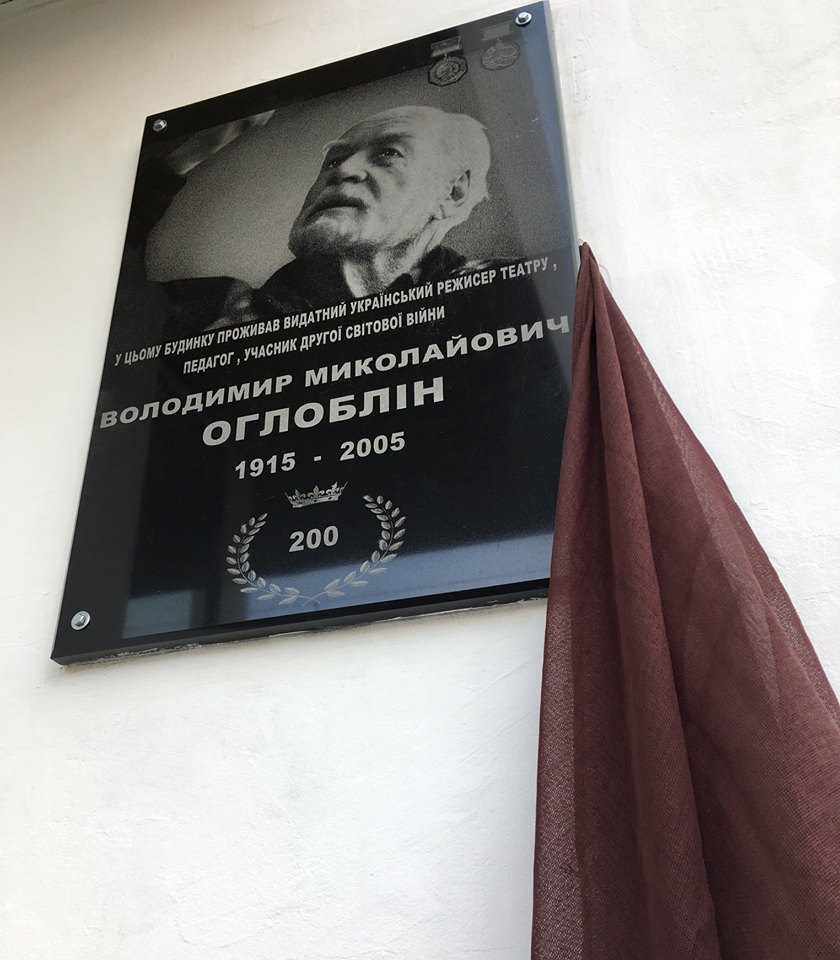 У ЦЬОМУ БУДИНКУ ПРОЖИВАВ ВИДАТНИЙ УКРАЇНСЬКИЙ РЕЖИСЕР ТЕАТРУ ,
ПЕДАГОГ , УЧАСНИК ДРУГОЇ СВІТОВОЇ ВІЙНИ
ВОЛОДИМИР МИКОЛАЙОВИЧ
ОГЛОБЛІН
1915 - 2005
200